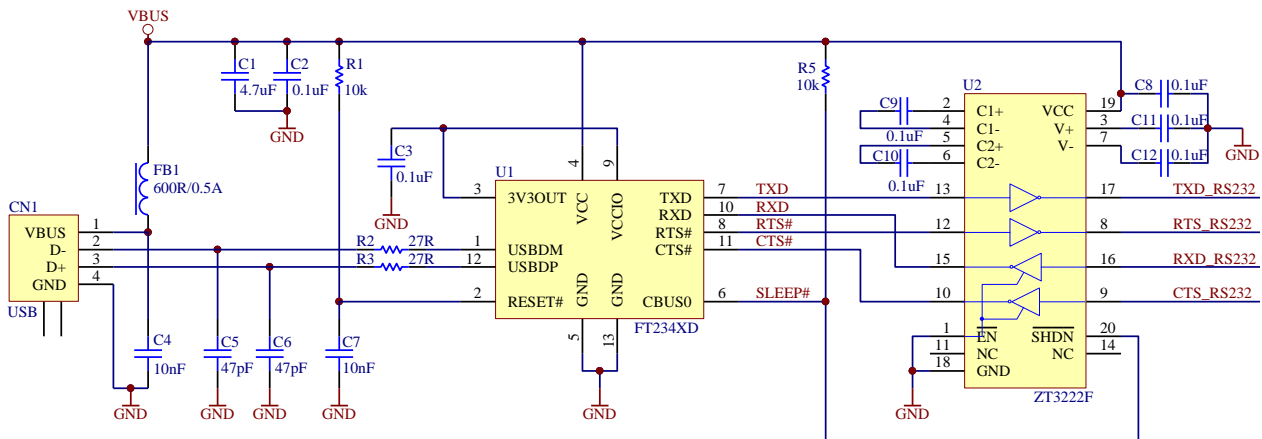 VBUS
C1
4.7uF
C2
0.1uF
R1
10k
R5
10k
GND
C3
0.1uF
GND
FB1
600R/0.5A
CN1
VBUS
D-
D+
GND
USB
1
2
3
4
R2 27R
R3 27R
C4
10nF
C5
47pF
C6
47pF
C7
10nF
GND
GND
GND
GND
U1
4
9
3
1
12
2
3V3OUT
USBDM
USBDP
RESET#
VCC
VCCIO
GND
GND
TXD
RXD
RTS#
CTS#
CBUS0
7
10
8
11
6
5
13
FT234XD
GND
TXD
RXD
RTS#
CTS#
SLEEP#
C9
0.1uF
C10
0.1uF
U2
2
4
5
6
13
12
15
10
1
11
18
C1+
C1-
C2+
C2-
EN
NC
GND
VCC
V+
V-
SHDN
NC
19
3
7
17
8
16
9
20
14
ZT3222F
GND
C8
0.1uF
C11
0.1uF
C12
0.1uF
GND
TXD_RS232
RTS_RS232
RXD_RS232
CTS_RS232